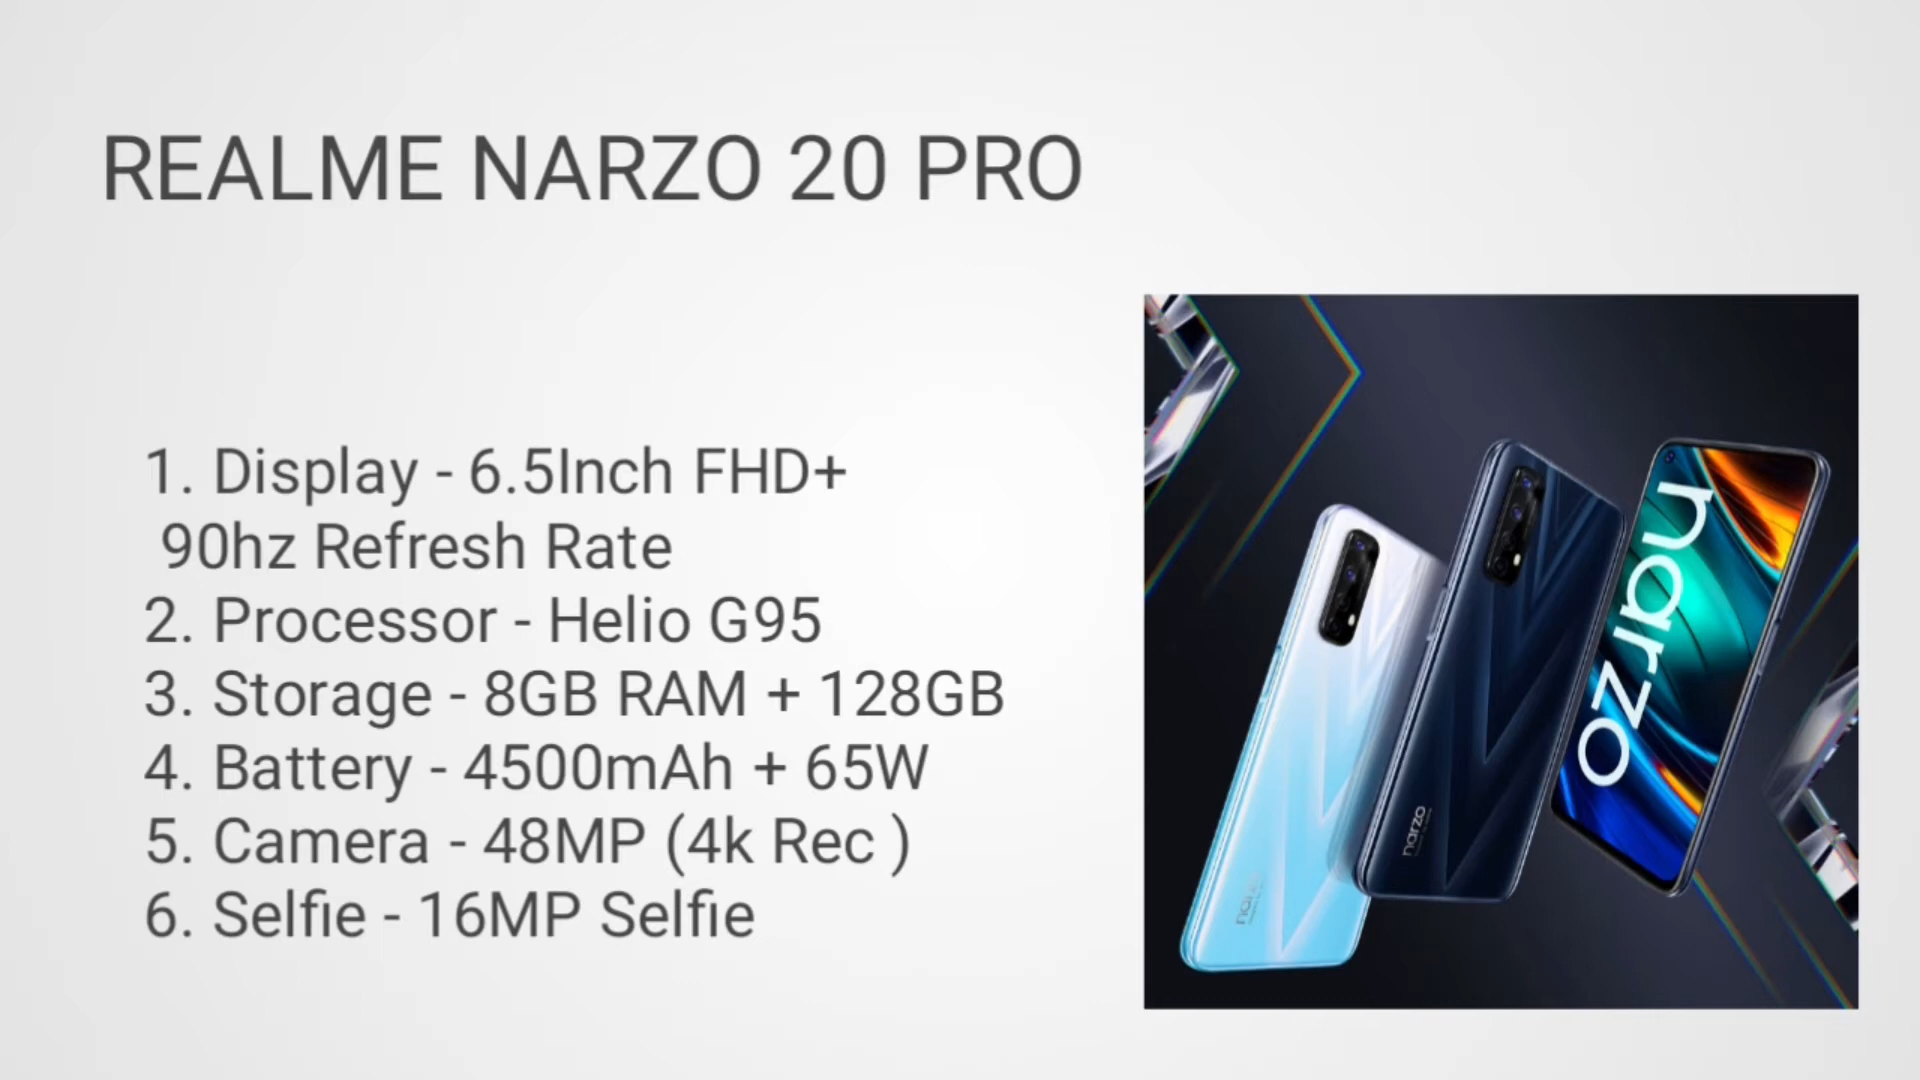 REALME NARZO 20 PRO
1. Display - 6.5Inch FHD+
90hz Refresh Rate
2. Processor - Helio G95
3. Storage - 8GB RAM + 128GB
4. Battery - 4500mAh + 65W
5. Camera - 48MP (4k Rec )
6. Selfie - 16MP Selfie
narzo
narzo
narzo